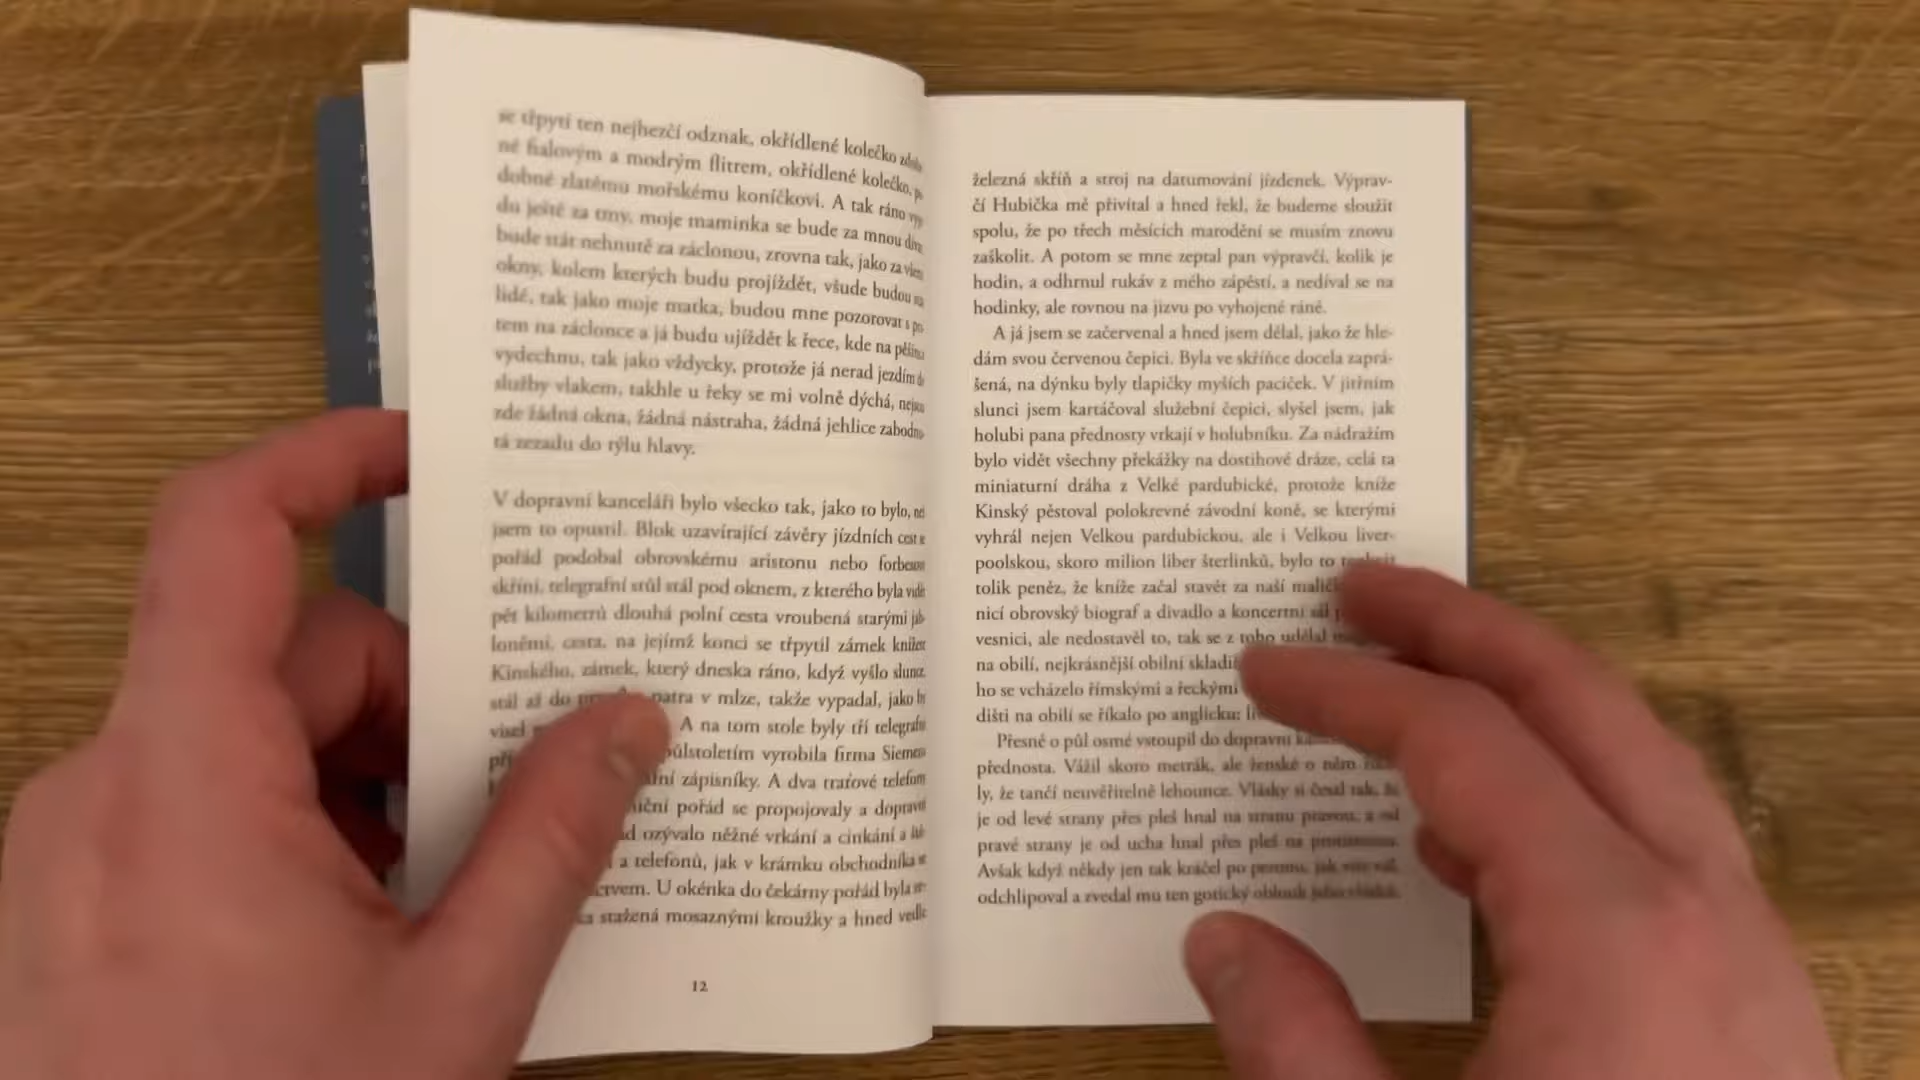 se třpytí ten nejhezčí odznak, okřídlené kolečko
né fialovým a modrým flitrem, okřídlené kolečko,
dobné zlatému mořskému koníčkovi. A tak ráno
du ještě za tmy, moje maminka se bude za mnou
bude stát nehnutě za záclonou, zrovna tak, jako za
okny, kolem kterých budu projíždět, všude budou
lidé, tak jako moje matka, budou mne pozorovat s
tem na záclonce a já budu ujíždět k řece, kde na
vydechnu, tak jako vždycky, protože já nerad jezdím
služby vlakem, takhle u řeky se mi volně dýchá,
zde žádná okna, žádná nástraha, žádná jehlice
tá zezadu do týlu hlavy.
V dopravní kanceláři bylo všecko tak, jako to bylo,
jsem to opustil. Blok uzavírající závěry jízdních cest
pořád podobal obrovskému aristonu nebo
skříni, telegrafní stůl stál pod oknem, z kterého byla
pět kilometrů dlouhá polní cesta vroubená starými
loněmi, cesta, na jejímž konci se třpytil zámek
Kinského, zámek, který dneska ráno, když vyšlo
stál až do patra v mlze, takže vypadal, jako
visel A na tom stole byly tři
půlstoletím vyrobila firma
zápisníky. A dva traťové
pořád se propojovaly a
ozývalo něžné vrkání a cinkání a
a telefonů, jak v krámku obchodníka
U okénka do čekárny pořád byla
stažená mosaznými kroužky a hned vedle
12
železná skříň a stroj na datumování jízdenek. Výprav-
čí Hubička mě přivítal a hned řekl, že budeme sloužit
spolu, že po třech měsících marodění se musím znovu
zaškolit. A potom se mne zeptal pan výpravčí, kolik je
hodin, a odhrnul rukáv z mého zápěstí, a nedíval se na
hodinky, ale rovnou na jizvu po vyhojené ráně.
A já jsem se začervenal a hned jsem dělal, jako že hle-
dám svou červenou čepici. Byla ve skříňce docela zaprá-
šená, na dýnku byly tlapičky myších paciček. V jitřním
slunci jsem kartáčoval služební čepici, slyšel jsem, jak
holubi pana přednosty vrkají v holubníku. Za nádražím
bylo vidět všechny překážky na dostihové dráze, celá ta
miniaturní dráha z Velké pardubické, protože kníže
Kinský pěstoval polokrevné závodní koně, se kterými
vyhrál nejen Velkou pardubickou, ale i Velkou liver-
poolskou, skoro milion liber šterlinků, bylo to
tolik peněz, že kníže začal stavět za naší
nicí obrovský biograf a divadlo a koncertní sál
vesnici, ale nedostavěl to, tak se z toho udělal
na obilí, nejkrásnější obilní
ho se vcházelo římskými a řeckými
dišti na obilí se říkalo po anglicku:
Přesně o půl osmé vstoupil do dopravní
přednosta. Vážil skoro metrák, ale ženské o něm
ly, že tančí neuvěřitelně lehounce. Vlásky si česal tak, že
je od levé strany přes pleš hnal na stranu pravou, a od
pravé strany je od ucha hnal přes pleš na
Avšak když někdy jen tak kráčel po peronu, jak
odchlipoval a zvedal mu ten gotický oblouk jeho